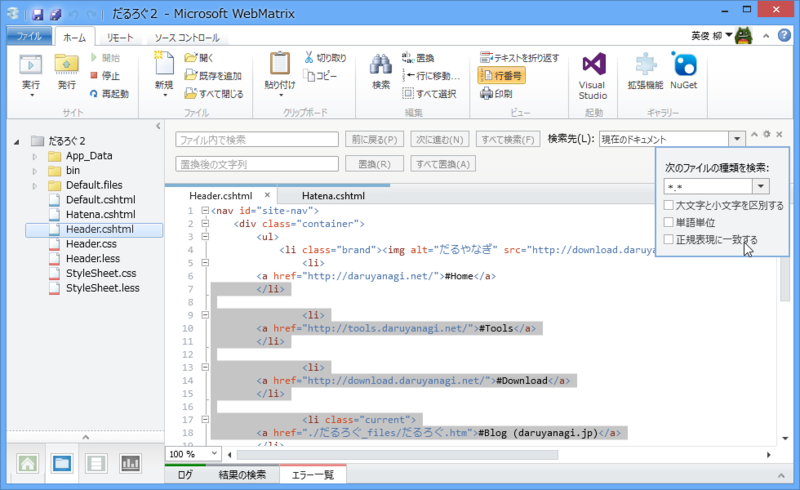 だるろぐ２ - Microsoft WebMatrix
ファイル ホーム リモート ソース コントロール 英俊 柳
実行 発行 開始 停止 再起動
新規 開く 既存を追加 すべて閉じる
貼り付け 切り取り コピー
検索 置換 行に移動... すべて選択
テキストを折り返す 行番号 印刷
Visual Studio
拡張機能 NuGet
サイト ファイル クリップボード 編集 ビュー 起動 ギャラリー
だるろぐ２
App_Data
bin
Default.files
Default.cshtml
Hatena.cshtml
Header.cshtml
Header.css
Header.less
StyleSheet.css
StyleSheet.less
ファイル内で検索 前に戻る(P) 次に進む(N) すべて検索(F) 検索先(L): 現在のドキュメント
置換後の文字列 置換(R) すべて置換(A)
次のファイルの種類を検索:
*.*
大文字と小文字を区別する
単語単位
正規表現に一致する
Header.cshtml Hatena.cshtml
1 <nav id="site-nav">
2 <div class="container">
3 <ul>
4 <li class="brand"><img alt="だるやなぎ" src="http://download.daruyanagi.
5 <li>
6 <a href="http://daruyanagi.net/">#Home</a>
7 </li>
8
9 <li>
10 <a href="http://tools.daruyanagi.net/">#Tools</a>
11 </li>
12
13 <li>
14 <a href="http://download.daruyanagi.net/">#Download</a>
15 </li>
16
17 <li class="current">
18 <a href="./だるろぐ_files/だるろぐ.htm">#Blog (daruyanagi.jp)</a>
19 </li>
100 %
ログ 結果の検索 エラー一覧